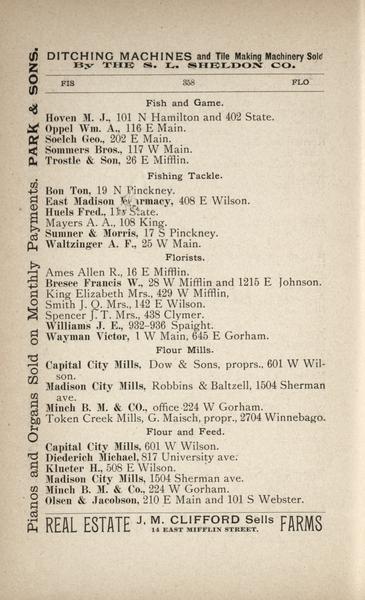 DITCHING MACHINES and Tile Making Machinery Sold
By THE S. L. SHELDON CO.
FIS 358 FLO
Fish and Game.
Hoven M. J., 101 N Hamilton and 402 State.
Oppel Wm. A., 116 E Main.
Soelch Geo., 202 E Main.
Sommers Bros., 117 W Main.
Trostle & Son, 26 E Mifflin.
Fishing Tackle.
Bon Ton, 19 N Pinckney.
East Madison Pharmacy, 408 E Wilson.
Huels Fred., State.
Mayers A. A., 108 King.
Sumner & Morris, 17 S Pinckney.
Waltzinger A. F., 25 W Main.
Florists.
Ames Allen R., 16 E Mifflin.
Bresee Francis W., 28 W Mifflin and 1215 E Johnson.
King Elizabeth Mrs., 429 W Mifflin,
Smith J. O. Mrs., 142 E Wilson.
Spencer J. T. Mrs., 438 Clymer.
Williams J. E., 932-936 Spaight.
Wayman Victor, 1 W Main, 645 E Gorham.
Flour Mills.
Capital City Mills, Dow & Sons, proprs., 601 W Wil-
son.
Madison City Mills, Robbins & Baltzell, 1504 Sherman
ave.
Minch B. M. & CO., office 224 W Gorham.
Token Creek Mills, G. Maisch, propr., 2704 Winnebago.
Flour and Feed.
Capital City Mills, 601 W Wilson.
Diederich Michael, 817 University ave.
Klueter H., 508 E Wilson.
Madison City Mills, 1504 Sherman ave.
Minch B. M. & Co., 224 W Gorham.
Olsen & Jacobson, 210 E Main and 101 S Webster.
REAL ESTATE J. M. CLIFFORD Sells FARMS
14 EAST MIFFLIN STREET.
Pianos and Organs Sold on Monthly Payments. PARK & SONS.